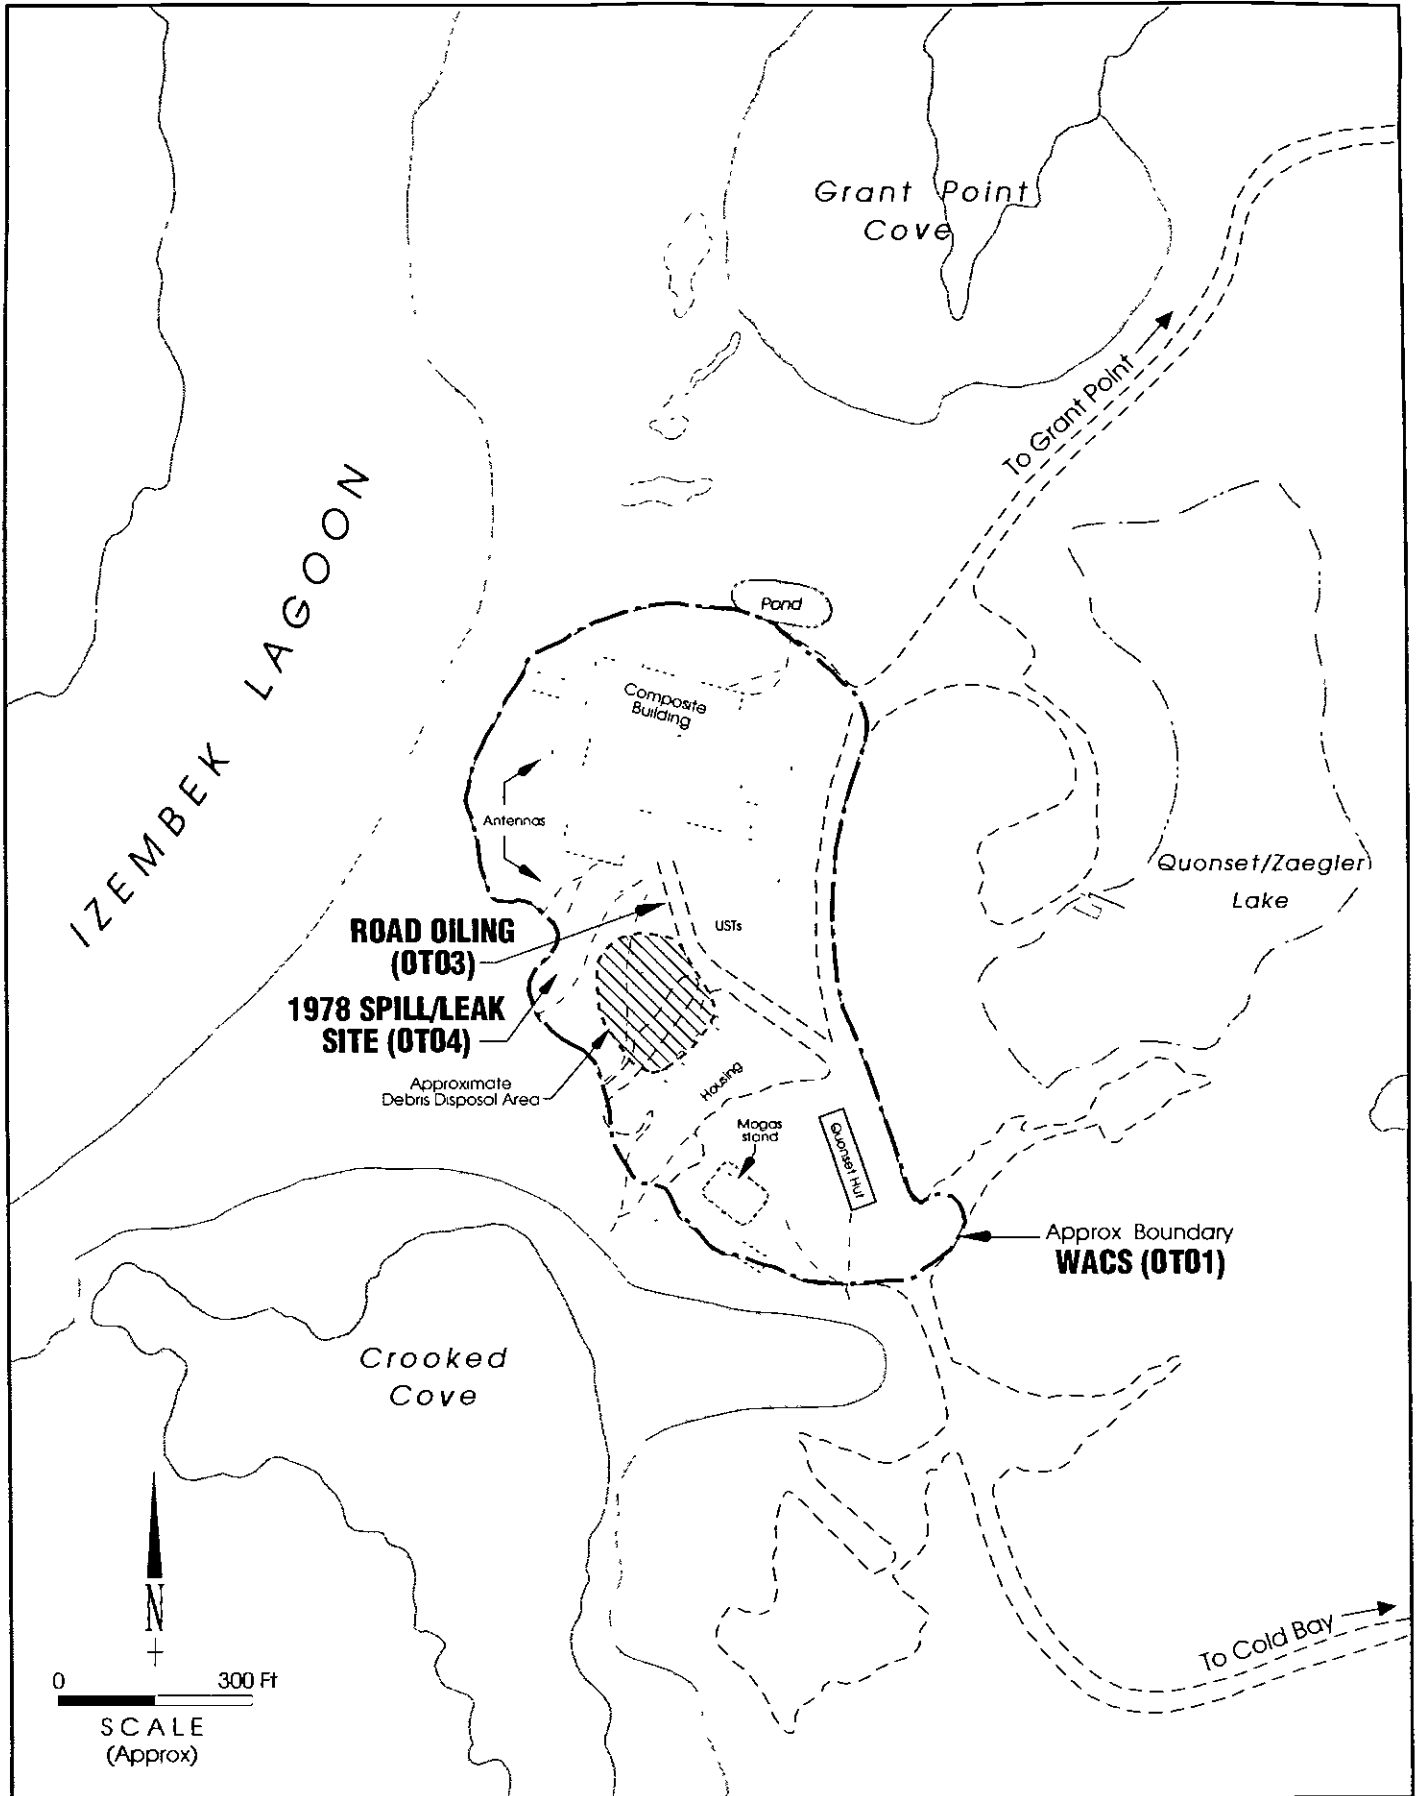 Grant Point
Cove
To Grant Point
IZEMBEK LAGOON
Pond
Composite
Building
Antennas
Quonset/Zaegler
Lake
ROAD OILING
(OT03)
USTs
1978 SPILL/LEAK
SITE (OT04)
Approximate
Debris Disposal Area
Housing
Mogas
stand
Quonset Hut
Approx Boundary
WACS (OT01)
Crooked
Cove
N
0 300 Ft
SCALE
(Approx)
To Cold Bay